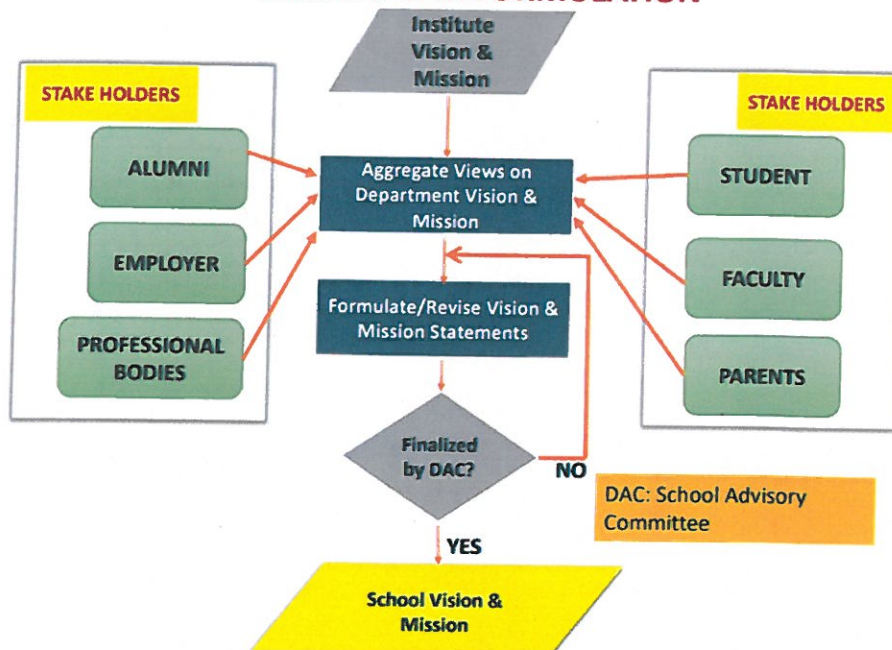 Institute
Vision &
Mission
STAKE HOLDERS
ALUMNI
EMPLOYER
PROFESSIONAL
BODIES
Aggregate Views on
Department Vision &
Mission
Formulate/Revise Vision &
Mission Statements
Finalized
by DAC?
NO
YES
School Vision &
Mission
STAKE HOLDERS
STUDENT
FACULTY
PARENTS
DAC: School Advisory
Committee